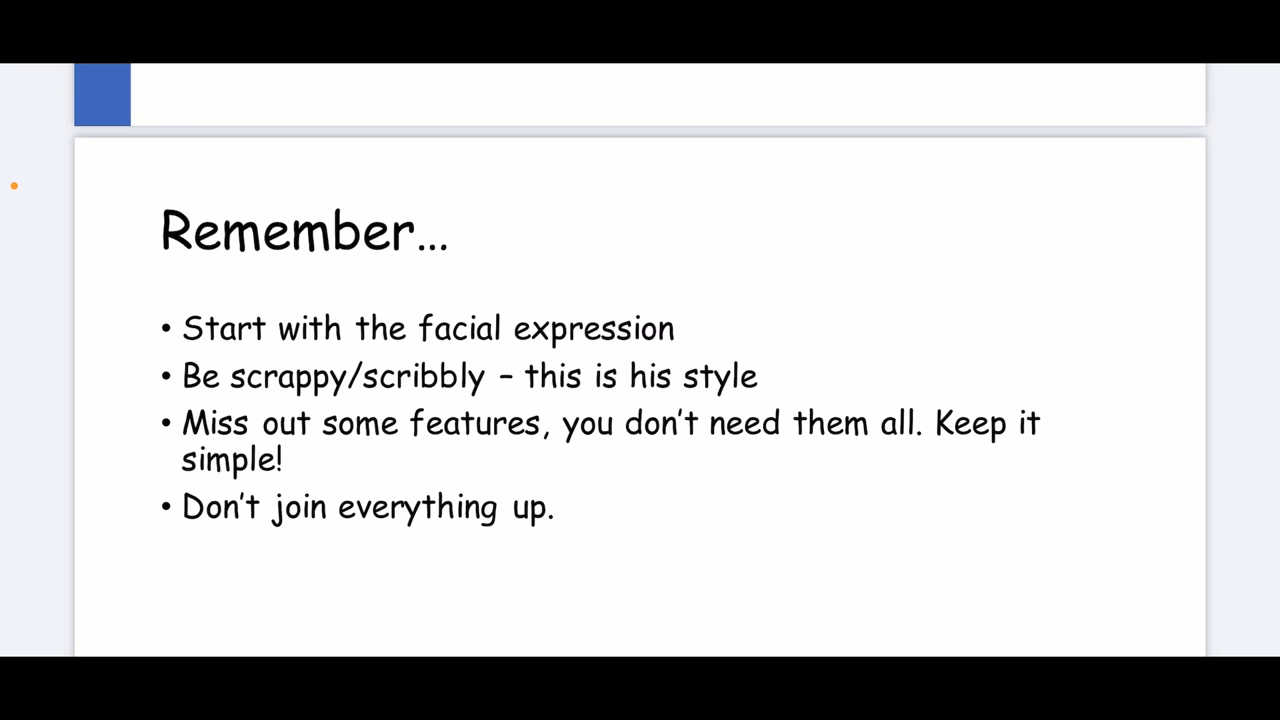 Remember…
• Start with the facial expression
• Be scrappy/scribbly – this is his style
• Miss out some features, you don’t need them all. Keep it
simple!
• Don’t join everything up.